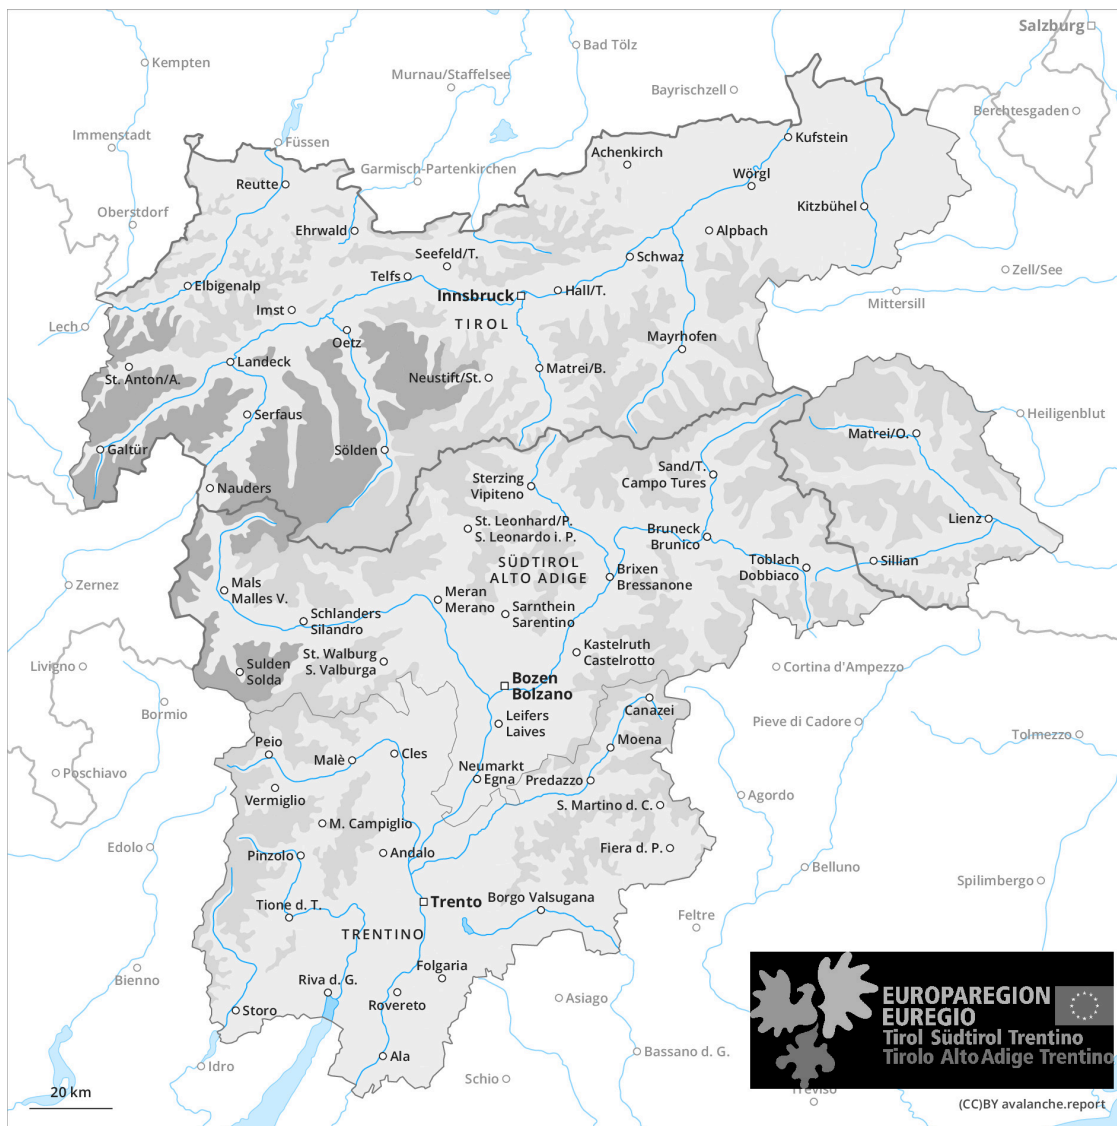 Salzburg
Bad Tölz
Kempten
Murnau/Staffelsee
Bayrischzell
Berchtesgaden
Immenstadt
Füssen
Kufstein
Achenkirch
Garmisch-Partenkirchen
Wörgl
Reutte
Kitzbühel
Oberstdorf
Ehrwald
Alpbach
Seefeld/T.
Schwaz
Telfs
Zell/See
Elbigenalp
Hall/T.
Innsbruck
Mittersill
Imst
TIROL
Lech
Oetz
Mayrhofen
Landeck
Matrei/B.
St. Anton/A.
Neustift/St.
Serfaus
Heiligenblut
Matrei/O.
Galtür
Sölden
Sand/T.
Campo Tures
Sterzing
Vipiteno
Nauders
Lienz
St. Leonhard/P.
S. Leonardo i. P.
Bruneck
Brunico
SÜDTIROL
ALTO ADIGE
Toblach
Dobbiaco
Sillian
Brixen
Bressanone
Zernez
Mals
Malles V.
Meran
Merano
Schlanders
Silandro
Sarnthein
Sarentino
Kastelruth
Castelrotto
St. Walburg
S. Valburga
Livigno
Sulden
Solda
Cortina d'Ampezzo
Bozen
Bolzano
Canazei
Bormio
Leifers
Laives
Pieve di Cadore
Tolmezzo
Moena
Peio
Malè
Cles
Neumarkt
Egna
Predazzo
Poschiavo
Vermiglio
S. Martino d. C.
Agordo
M. Campiglio
Edolo
Pinzolo
Andalo
Fiera d. P.
Belluno
Spilimbergo
Borgo Valsugana
Trento
Tione d. T.
Feltre
TRENTINO
Bienno
Folgaria
Riva d. G.
Rovereto
Asiago
Storo
EUROPAREGION
EUREGIO
Tirol Südtirol Trentino
Tirolo Alto Adige Trentino
Ala
Bassano d. G.
Idro
Schio
20 km
Treviso
(CC)BY avalanche.report